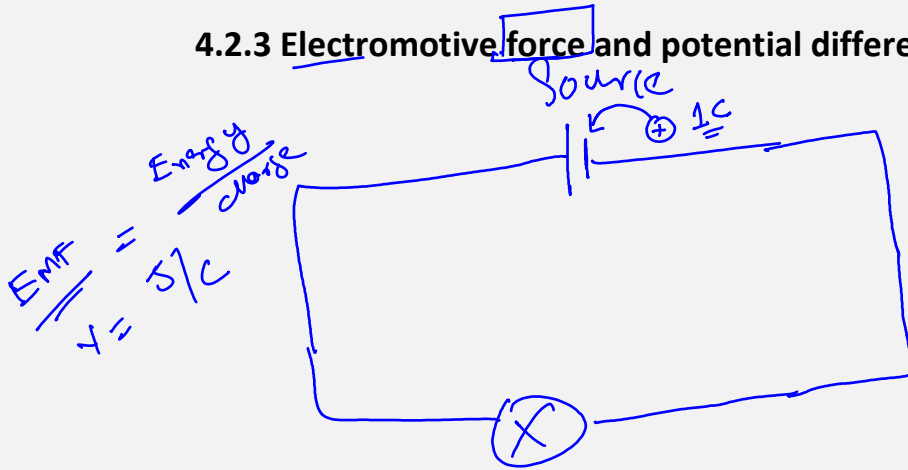 4.2.3 Electromotive force and potential differe
Source
+ 1C
EMF = Energy / charge
V = J/C
X